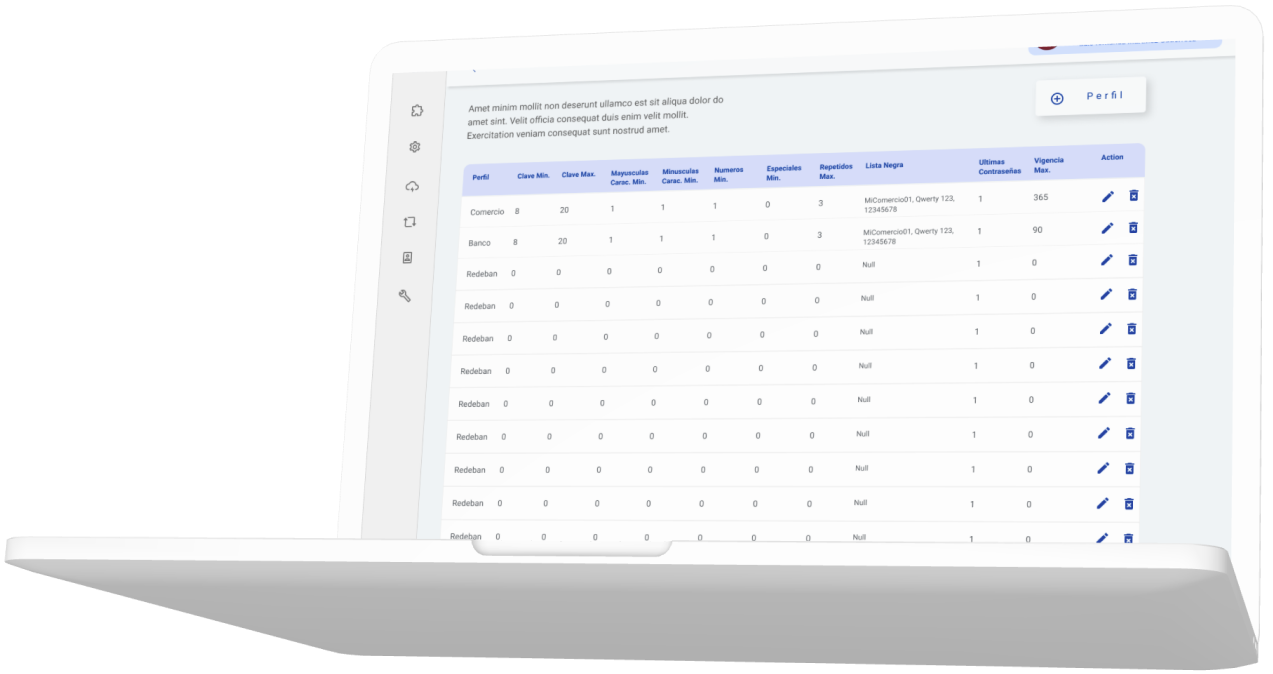 Amet minim mollit non deserunt ullamco est sit aliqua dolor do
amet sint. Velit officia consequat duis enim velit mollit.
Exercitation veniam consequat sunt nostrud amet.
Perfil
Perfil Clave Min. Clave Max. Mayusculas Carac. Min. Minusculas Carac. Min. Numeros Min. Especiales Min. Repetidos Max. Lista Negra Ultimas Contraseñas Vigencia Max. Action
Comercio 8 20 1 1 1 0 3 MiComercio01, Qwerty 123, 12345678 1 365
Banco 8 20 1 1 1 0 3 MiComercio01, Qwerty 123, 12345678 1 90
Redeban 0 0 0 0 0 0 0 Null 1 0
Redeban 0 0 0 0 0 0 0 Null 1 0
Redeban 0 0 0 0 0 0 0 Null 1 0
Redeban 0 0 0 0 0 0 0 Null 1 0
Redeban 0 0 0 0 0 0 0 Null 1 0
Redeban 0 0 0 0 0 0 0 Null 1 0
Redeban 0 0 0 0 0 0 0 Null 1 0
Redeban 0 0 0 0 0 0 0 Null 1 0
Redeban 0 0 0 0 0 0 0 Null 1 0